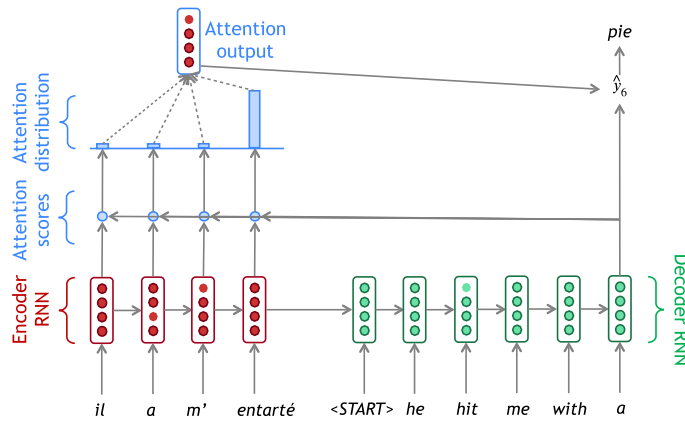 Attention
output
pie
ŷ6
Attention
distribution
Attention
scores
Encoder
RNN
Decoder RNN
il a m’ entarté <START> he hit me with a